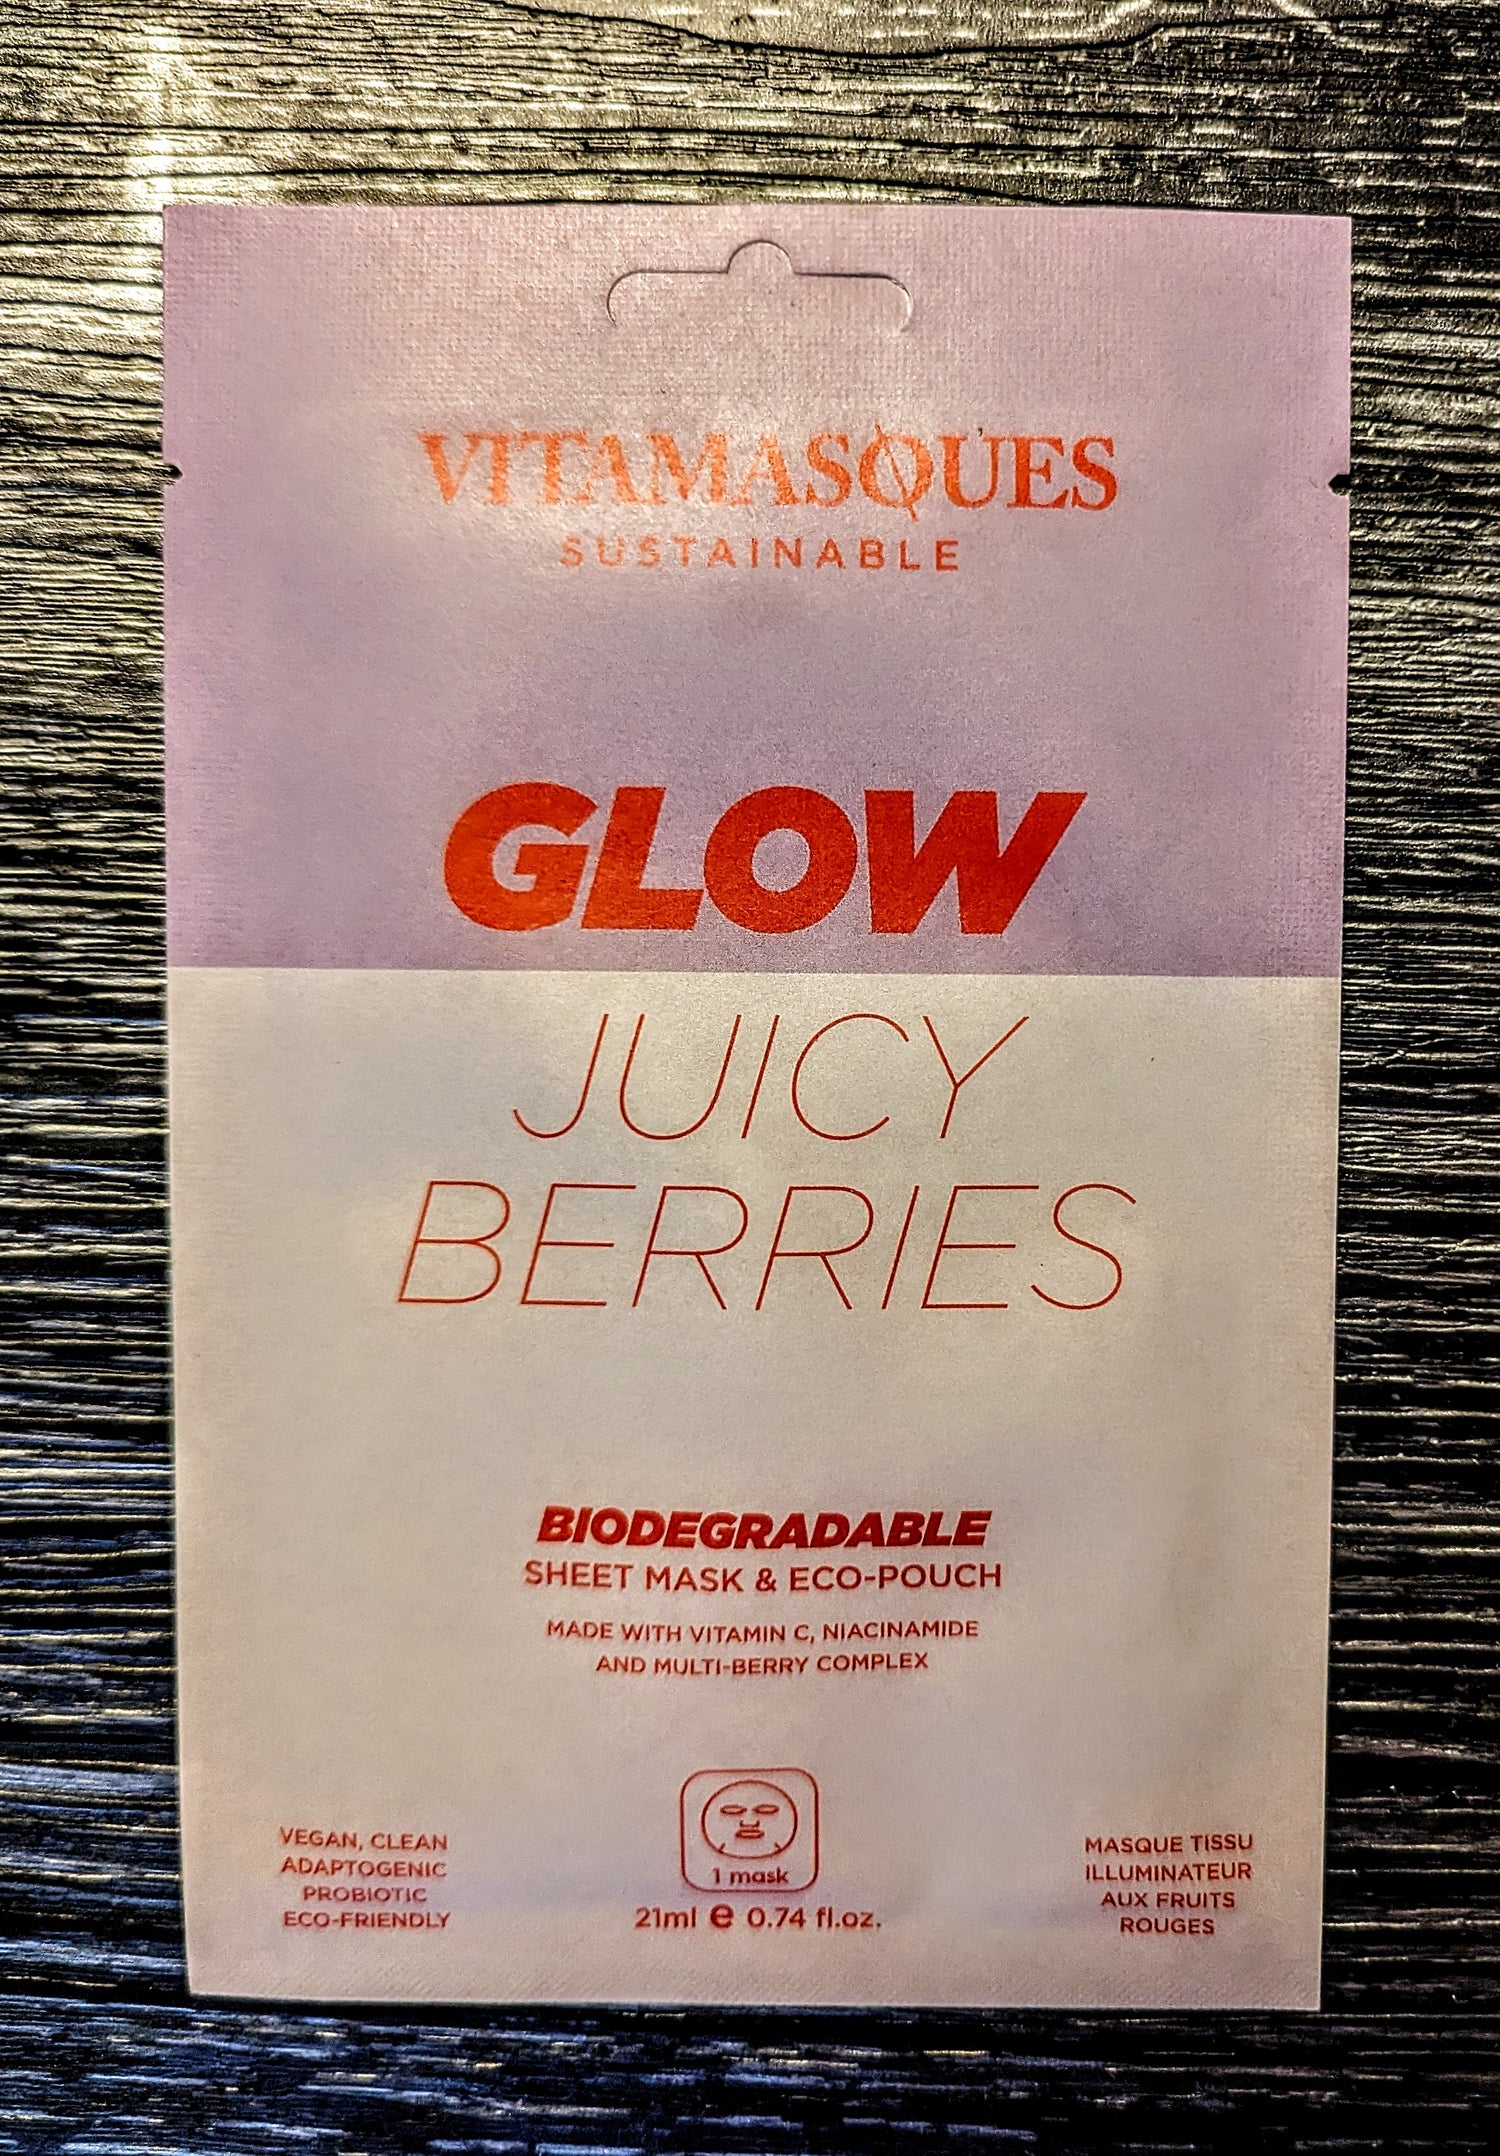 VITAMASQUES
SUSTAINABLE
GLOW
JUICY
BERRIES
BIODEGRADABLE
SHEET MASK & ECO-POUCH
MADE WITH VITAMIN C, NIACINAMIDE
AND MULTI-BERRY COMPLEX
VEGAN, CLEAN
ADAPTOGENIC
PROBIOTIC
ECO-FRIENDLY
1 mask
21ml e 0.74 fl.oz.
MASQUE TISSU
ILLUMINATEUR
AUX FRUITS
ROUGES